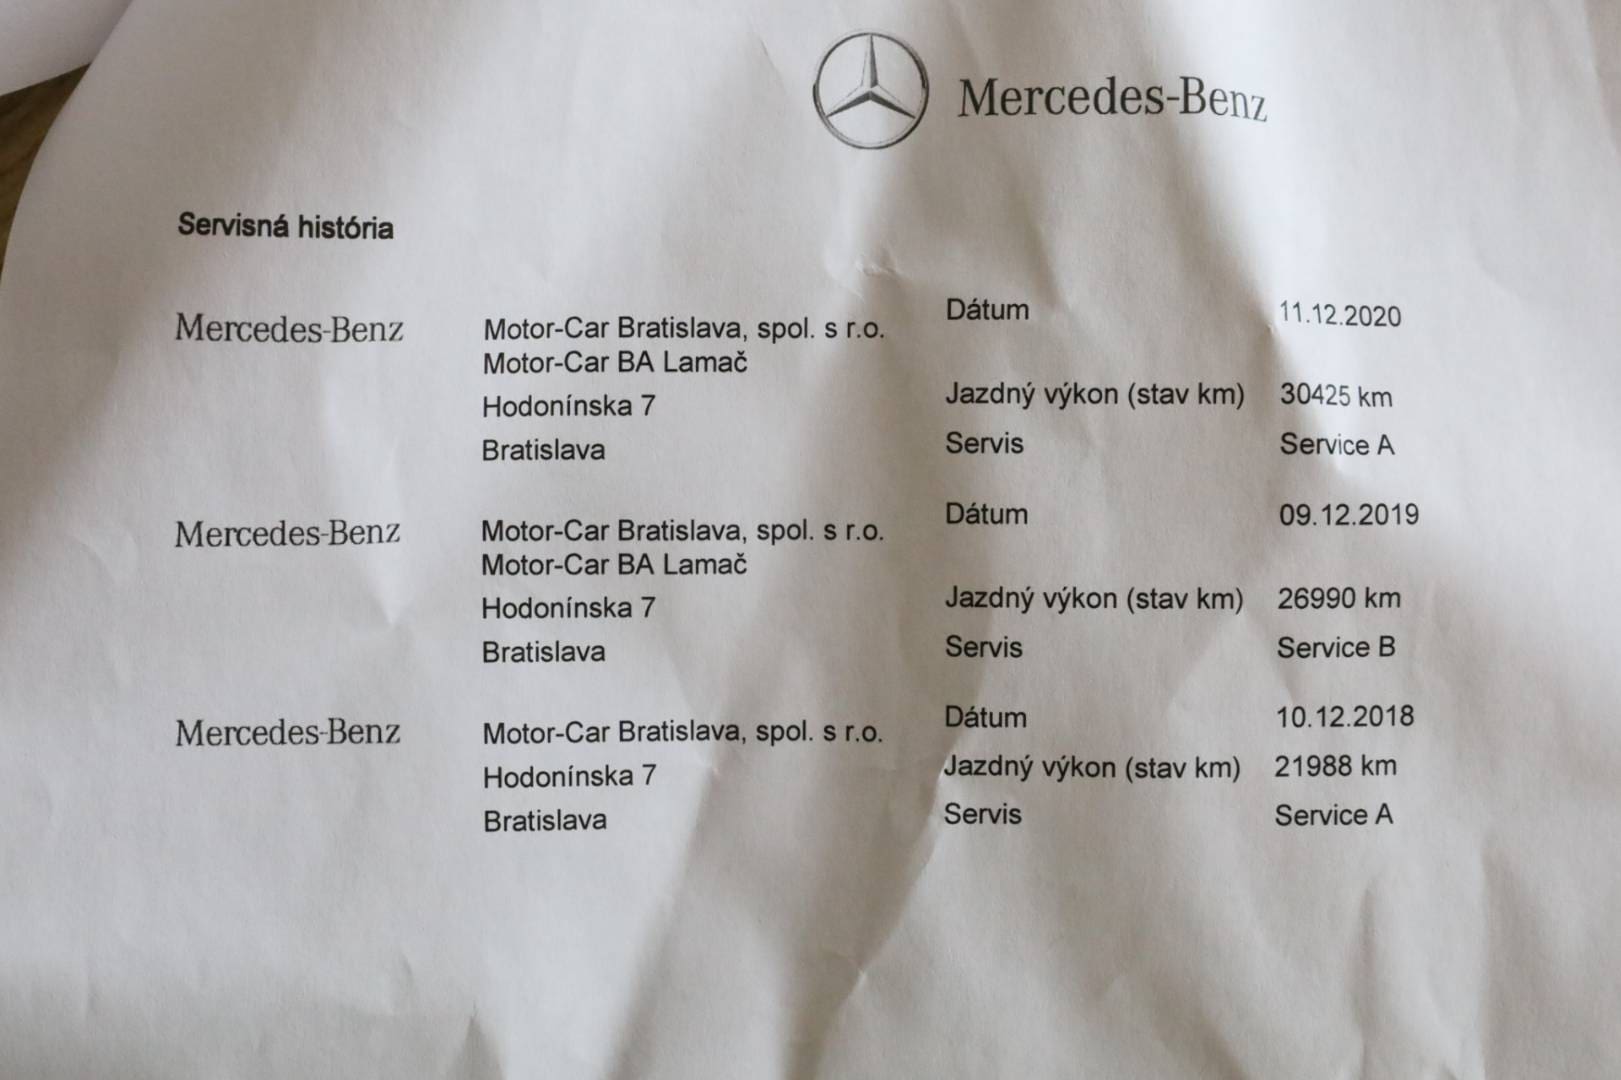 Mercedes-Benz
Servisná história
Mercedes-Benz
Motor-Car Bratislava, spol. s r.o.
Motor-Car BA Lamač
Hodonínska 7
Bratislava
Dátum 11.12.2020
Jazdný výkon (stav km) 30425 km
Servis Service A
Mercedes-Benz
Motor-Car Bratislava, spol. s r.o.
Motor-Car BA Lamač
Hodonínska 7
Bratislava
Dátum 09.12.2019
Jazdný výkon (stav km) 26990 km
Servis Service B
Mercedes-Benz
Motor-Car Bratislava, spol. s r.o.
Hodonínska 7
Bratislava
Dátum 10.12.2018
Jazdný výkon (stav km) 21988 km
Servis Service A